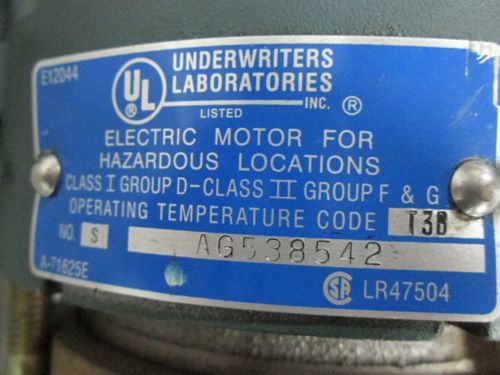 E12044
UL ®
UNDERWRITERS
LABORATORIES
INC. ®
LISTED
ELECTRIC MOTOR FOR
HAZARDOUS LOCATIONS
CLASS I GROUP D-CLASS II GROUP F & G
OPERATING TEMPERATURE CODE T3B
NO. S AG538542
A-71625E
SA LR47504